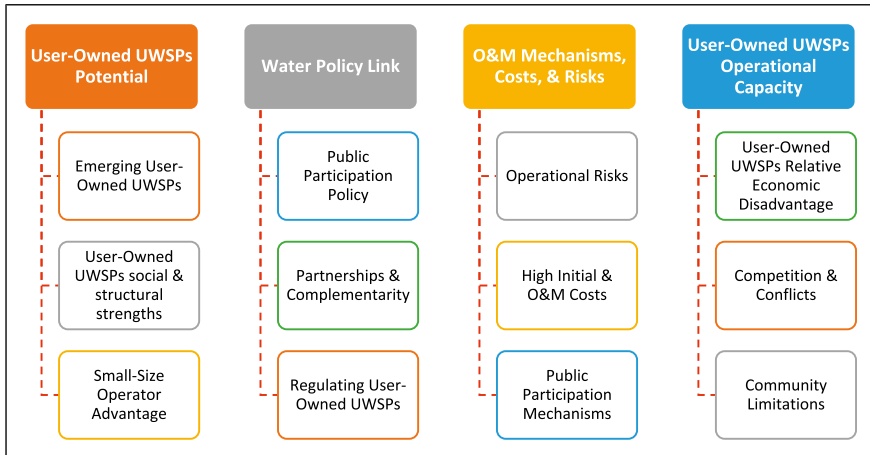 User-Owned UWSPs
Potential
Emerging User-
Owned UWSPs
User-Owned
UWSPs social &
structural
strengths
Small-Size
Operator
Advantage
Water Policy Link
Public
Participation
Policy
Partnerships &
Complementarity
Regulating User-
Owned UWSPs
O&M Mechanisms,
Costs, & Risks
Operational Risks
High Initial &
O&M Costs
Public
Participation
Mechanisms
User-Owned UWSPs
Operational
Capacity
User-Owned
UWSPs Relative
Economic
Disadvantage
Competition &
Conflicts
Community
Limitations